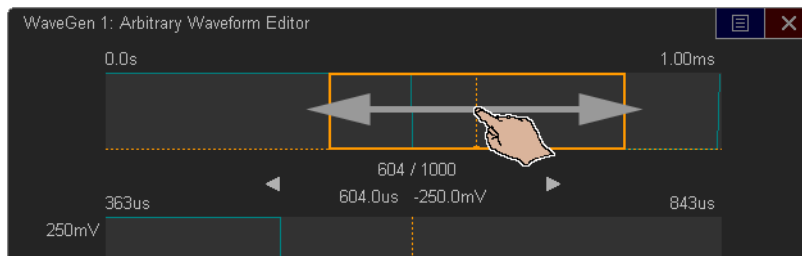 WaveGen 1: Arbitrary Waveform Editor
0.0s 1.00ms
604 / 1000
604.0us -250.0mV
363us 843us
250mV